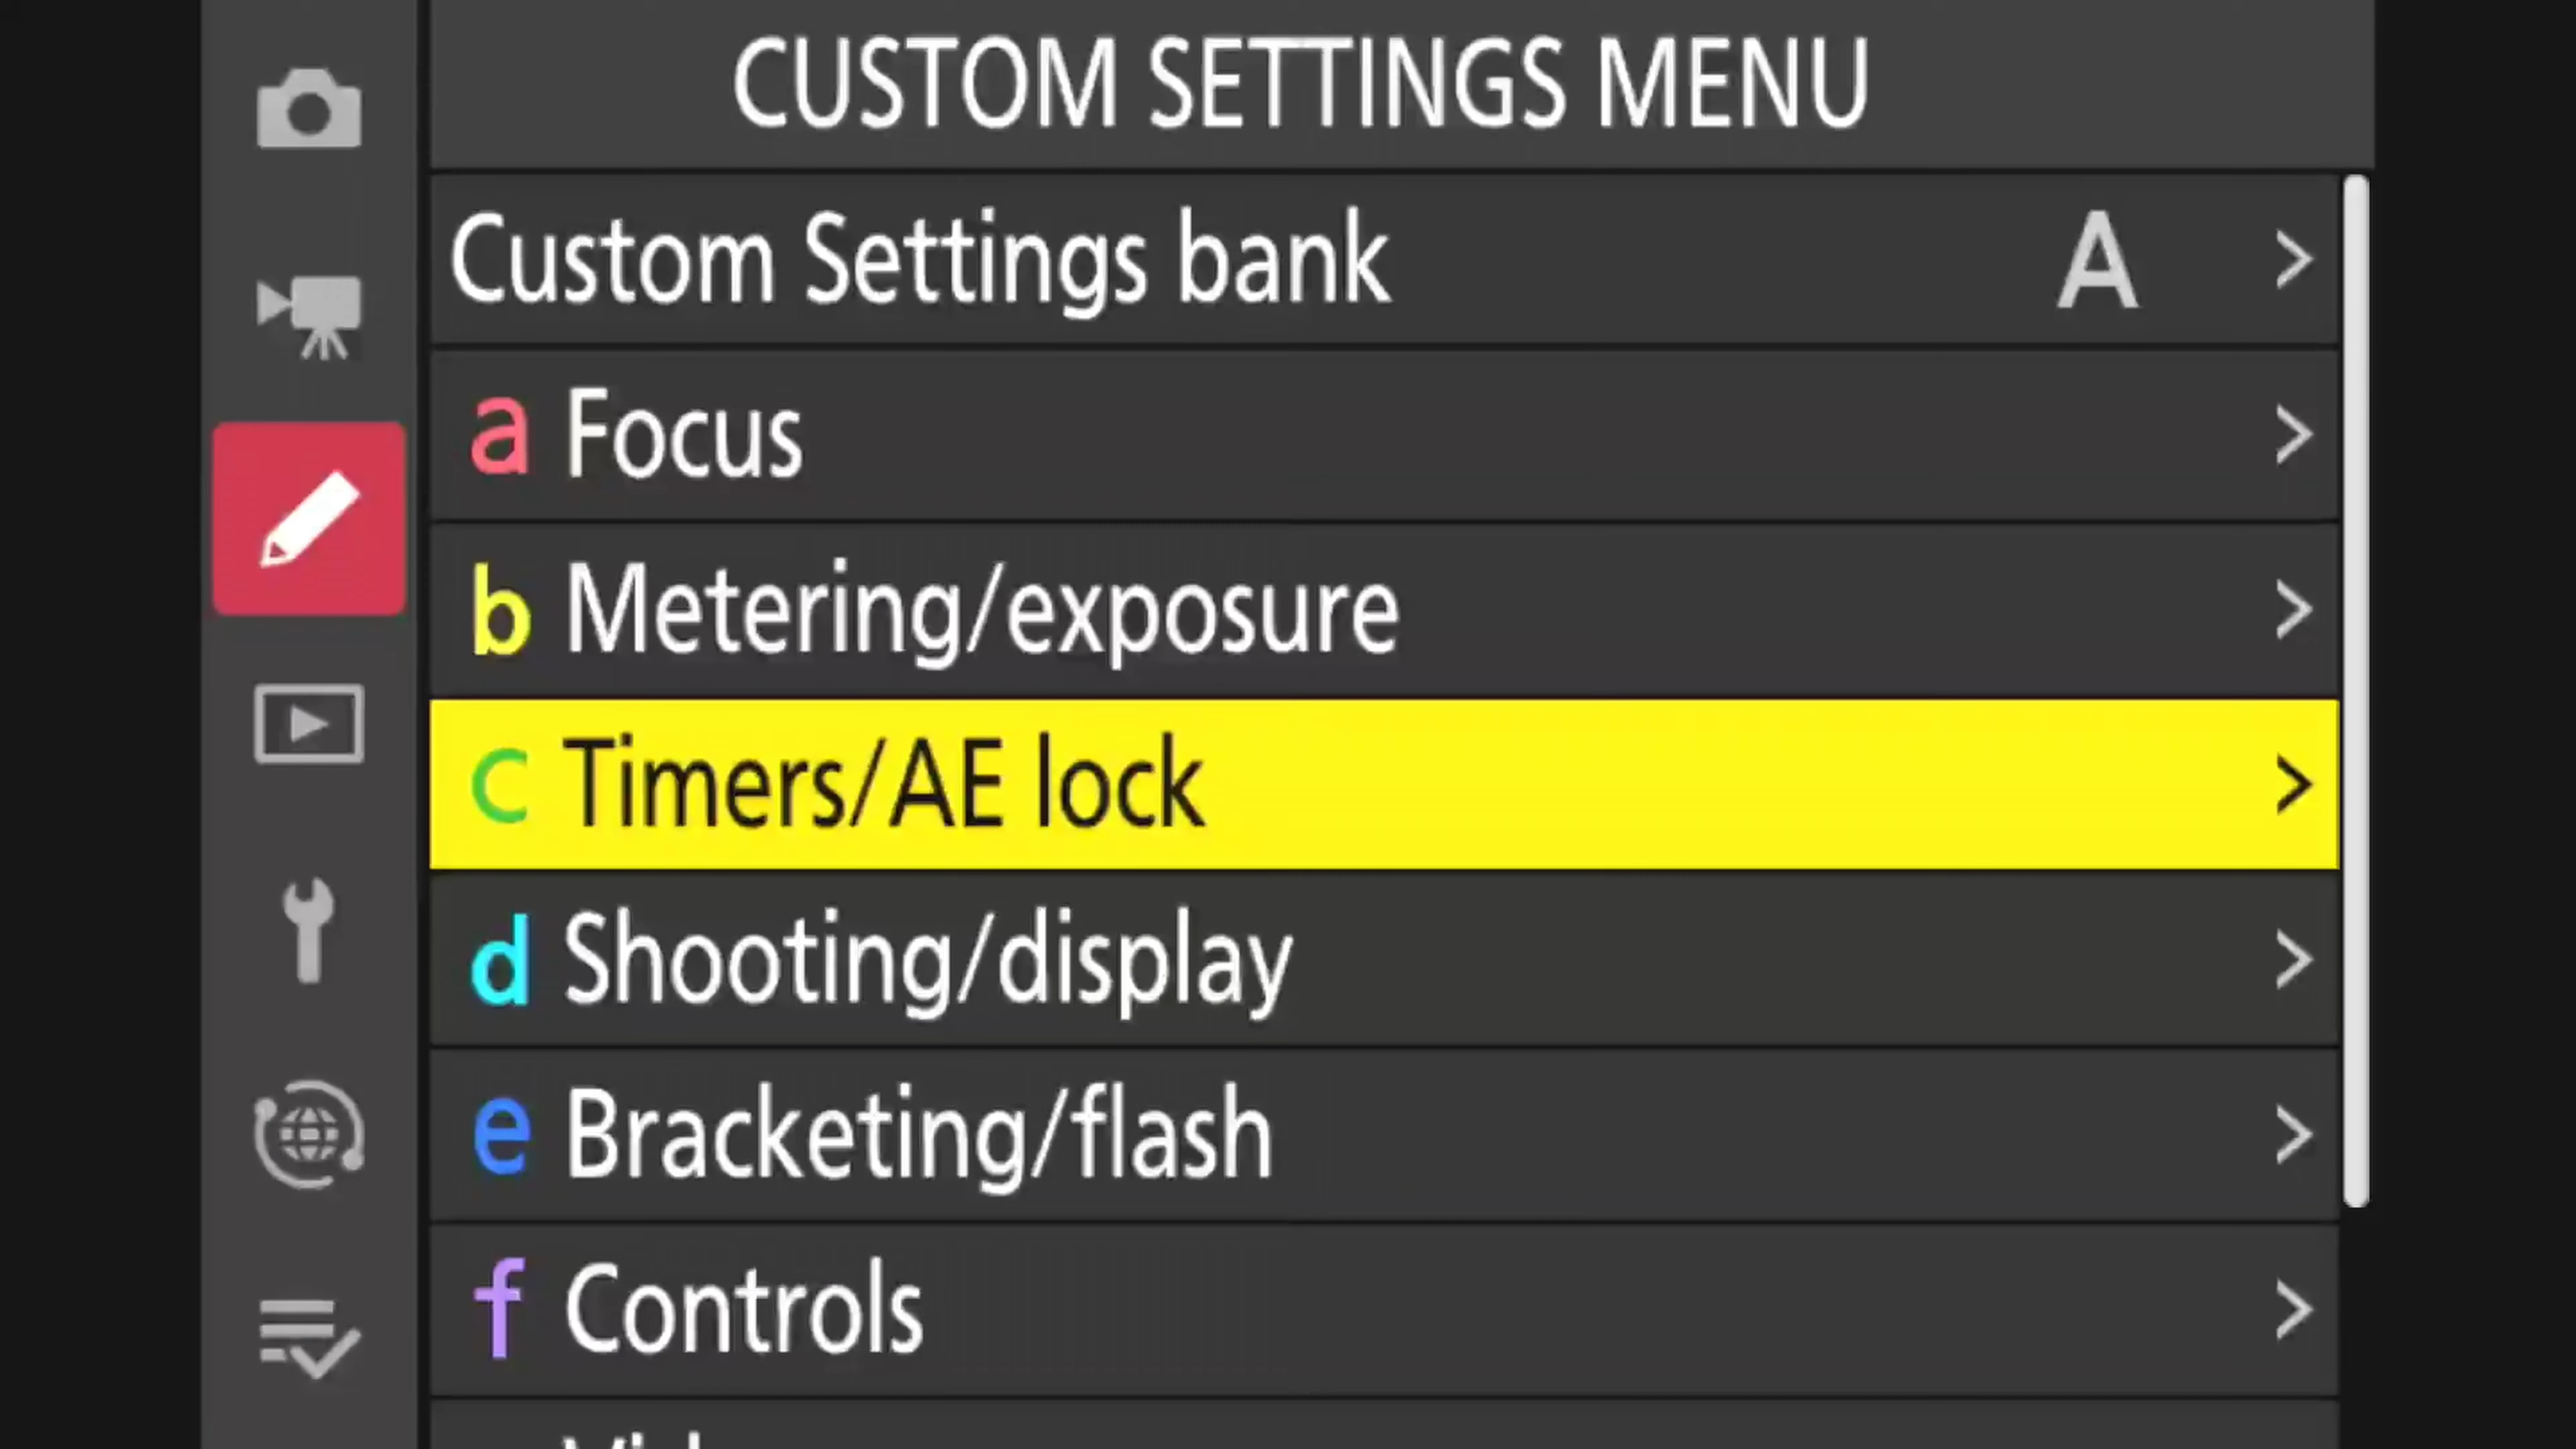 CUSTOM SETTINGS MENU
Custom Settings bank A
a Focus
b Metering/exposure
c Timers/AE lock
d Shooting/display
e Bracketing/flash
f Controls